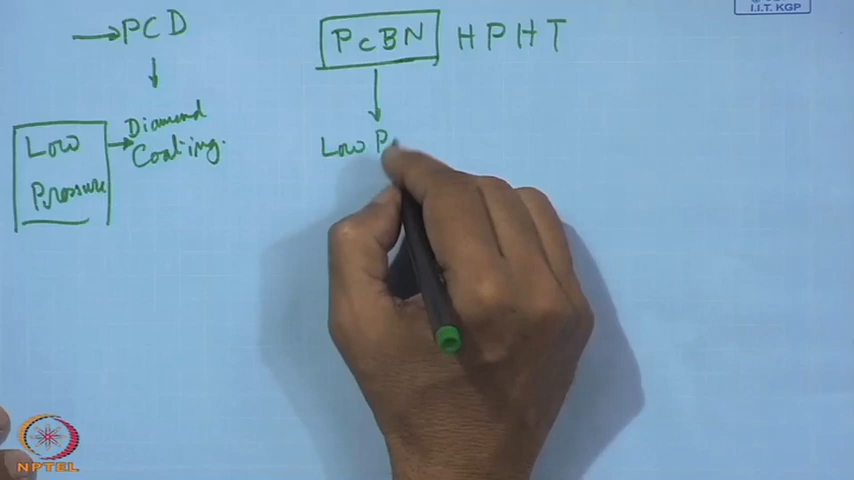 I.I.T. KGP
→PCD
PCBN HPHT
Diamond
Coating.
Low
Pressure
Low P
NPTEL